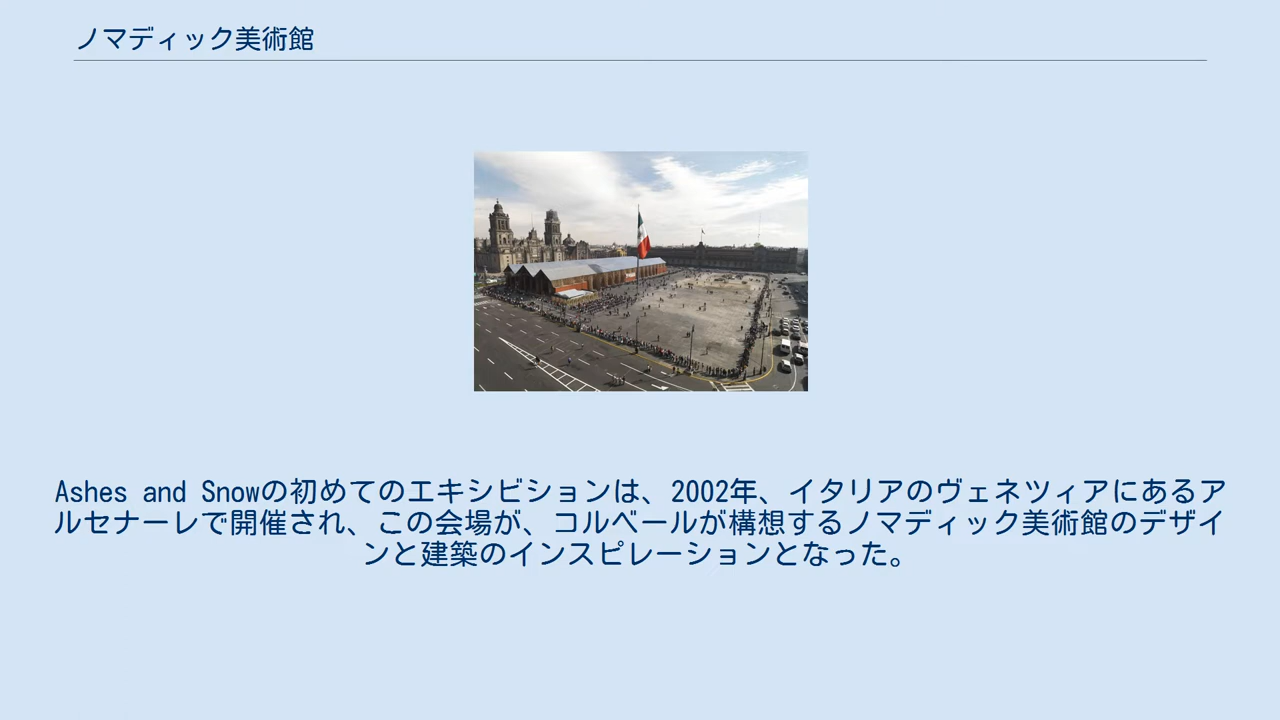 ノマディック美術館
Ashes and Snowの初めてのエキシビションは、2002年、イタリアのヴェネツィアにあるア
ルセナーレで開催され、この会場が、コルベールが構想するノマディック美術館のデザイ
ンと建築のインスピレーションとなった。